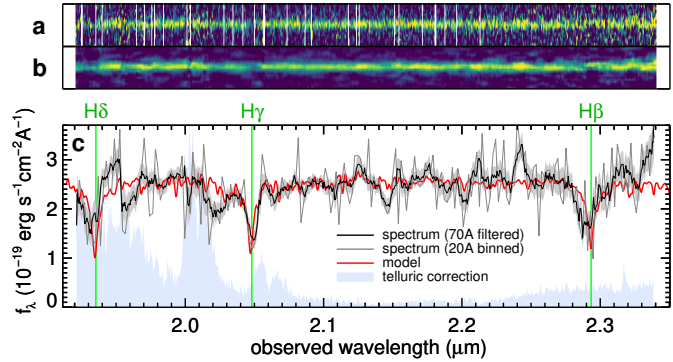 a
b
Hδ Hγ Hβ
c
3
2
1
0
spectrum (70A filtered)
spectrum (20A binned)
model
telluric correction
2.0 2.1 2.2 2.3
observed wavelength (μm)
f_λ (10⁻¹⁹ erg s⁻¹cm⁻²A⁻¹)